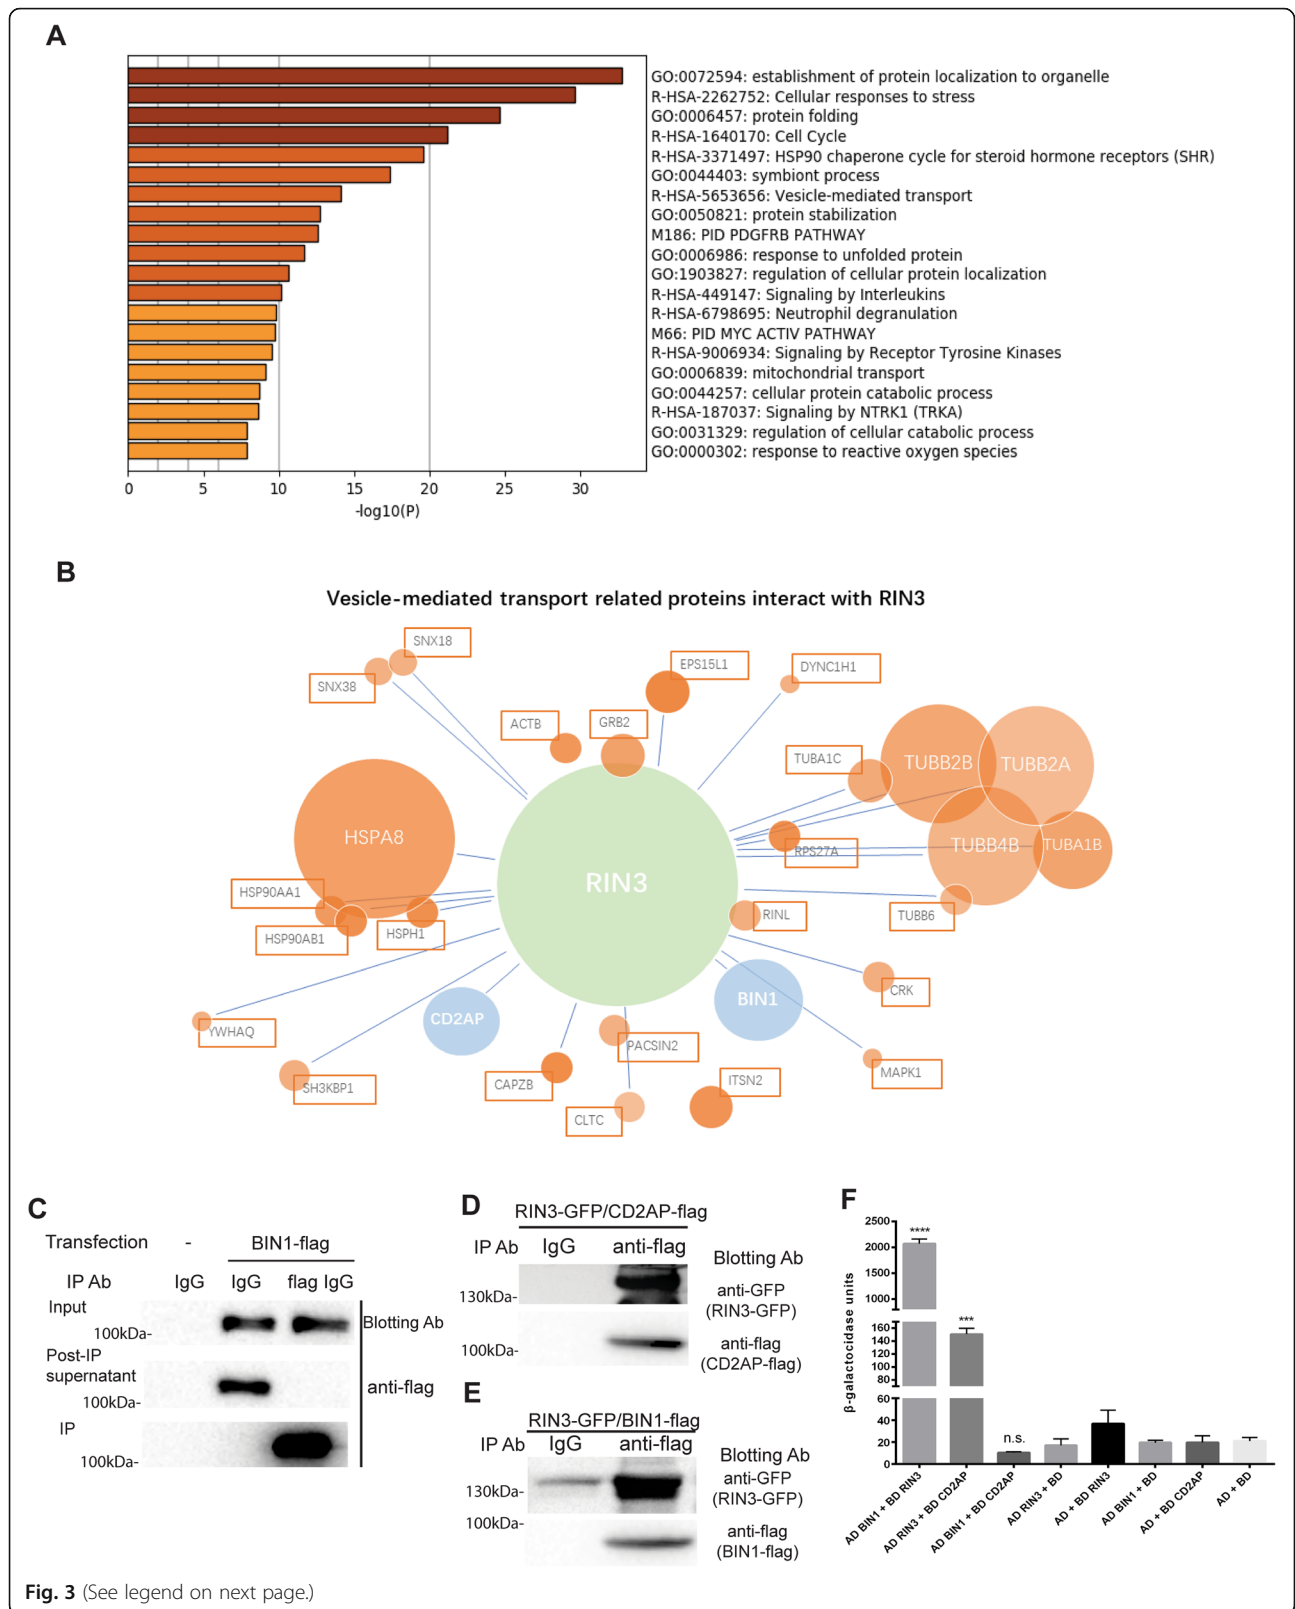 A
GO:0072594: establishment of protein localization to organelle
R-HSA-2262752: Cellular responses to stress
GO:0006457: protein folding
R-HSA-1640170: Cell Cycle
R-HSA-3371497: HSP90 chaperone cycle for steroid hormone receptors (SHR)
GO:0044403: symbiont process
R-HSA-5653656: Vesicle-mediated transport
GO:0050821: protein stabilization
M186: PID PDGFRB PATHWAY
GO:0006986: response to unfolded protein
GO:1903827: regulation of cellular protein localization
R-HSA-449147: Signaling by Interleukins
R-HSA-6798695: Neutrophil degranulation
M66: PID MYC ACTIV PATHWAY
R-HSA-9006934: Signaling by Receptor Tyrosine Kinases
GO:0006839: mitochondrial transport
GO:0044257: cellular protein catabolic process
R-HSA-187037: Signaling by NTRK1 (TRKA)
GO:0031329: regulation of cellular catabolic process
GO:0000302: response to reactive oxygen species
0 5 10 15 20 25 30
-log10(P)
B
Vesicle-mediated transport related proteins interact with RIN3
SNX18
SNX38
EPS15L1
DYNC1H1
ACTB
GRB2
TUBA1C
TUBB2B
TUBB2A
HSPA8
TUBB4B
TUBA1B
RPS27A
RIN3
HSP90AA1
HSP90AB1
HSPH1
RINL
TUBB6
CRK
BIN1
CD2AP
YWHAQ
PACSIN2
MAPK1
SH3KBP1
CAPZB
ITSN2
CLTC
C
Transfection - BIN1-flag
IP Ab IgG IgG flag IgG
Input
100kDa-
Blotting Ab
Post-IP
supernatant
100kDa-
anti-flag
IP
100kDa-
D
RIN3-GFP/CD2AP-flag
IP Ab IgG anti-flag
Blotting Ab
130kDa-
anti-GFP
(RIN3-GFP)
100kDa-
anti-flag
(CD2AP-flag)
E
RIN3-GFP/BIN1-flag
IP Ab IgG anti-flag
Blotting Ab
130kDa-
anti-GFP
(RIN3-GFP)
100kDa-
anti-flag
(BIN1-flag)
F
β-galactocidase units
2500
2000
1500
1000
160
140
120
100
80
60
40
20
0
****
***
n.s.
AD BIN1 + BD RIN3
AD RIN3 + BD CD2AP
AD BIN1 + BD CD2AP
AD RIN3 + BD
AD + BD RIN3
AD BIN1 + BD
AD + BD CD2AP
AD + BD
Fig. 3 (See legend on next page.)